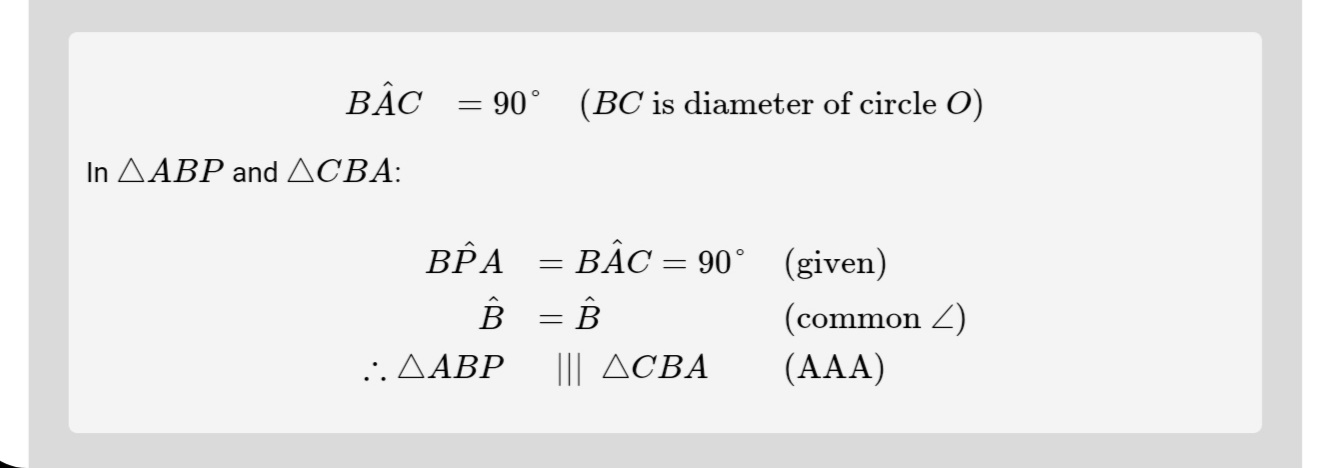 BÂC = 90° (BC is diameter of circle O)
In △ABP and △CBA:
BP̂A = BÂC = 90° (given)
B̂ = B̂ (common ∠)
∴ △ABP ||| △CBA (AAA)